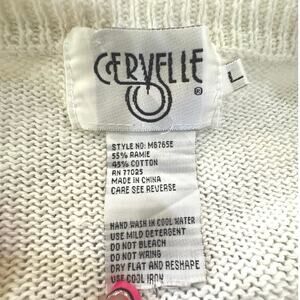 CERVELLE
®
L
STYLE NO: M8765E
55% RAMIE
45% COTTON
RN 77025
MADE IN CHINA
CARE SEE REVERSE
HAND WASH IN COOL WATER
USE MILD DETERGENT
DO NOT BLEACH
DO NOT WRING
DRY FLAT AND RESHAPE
USE COOL IRON